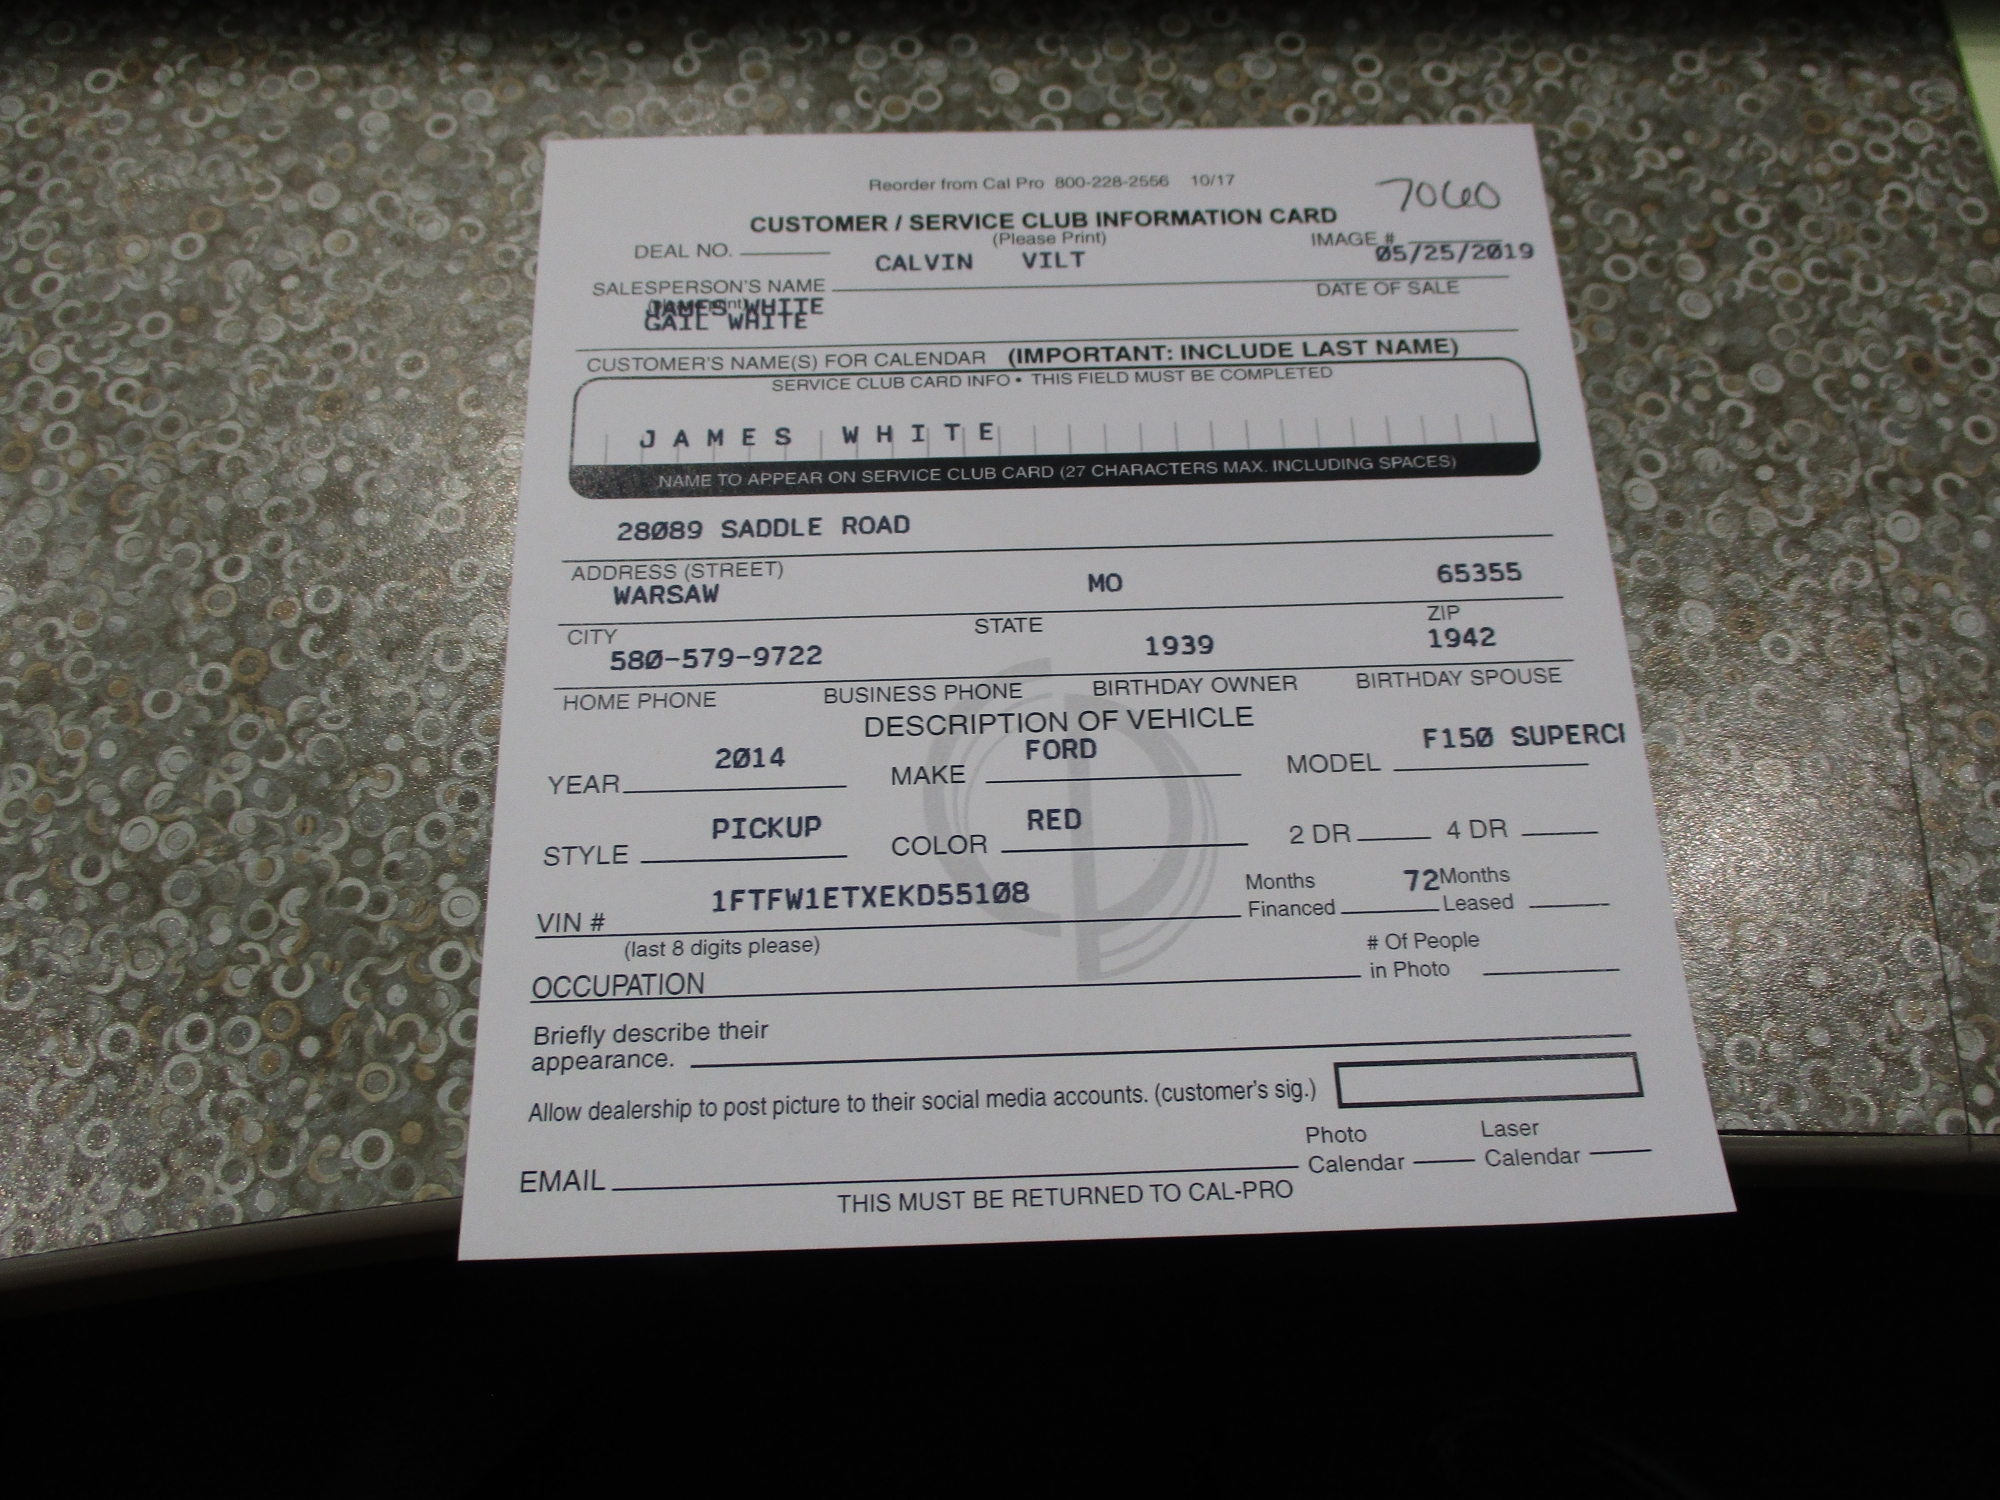 Reorder from Cal Pro 800-228-2556 10/17
7060
CUSTOMER / SERVICE CLUB INFORMATION CARD
(Please Print)
DEAL NO. IMAGE #
CALVIN VILT 05/25/2019
SALESPERSON'S NAME DATE OF SALE
JAMES WHITE
GAIL WHITE
CUSTOMER'S NAME(S) FOR CALENDAR (IMPORTANT: INCLUDE LAST NAME)
SERVICE CLUB CARD INFO • THIS FIELD MUST BE COMPLETED
JAMES WHITE
NAME TO APPEAR ON SERVICE CLUB CARD (27 CHARACTERS MAX. INCLUDING SPACES)
28089 SADDLE ROAD
ADDRESS (STREET)
WARSAW MO 65355
CITY STATE ZIP
580-579-9722 1939 1942
HOME PHONE BUSINESS PHONE BIRTHDAY OWNER BIRTHDAY SPOUSE
DESCRIPTION OF VEHICLE
YEAR 2014 MAKE FORD MODEL F150 SUPERC
STYLE PICKUP COLOR RED 2 DR 4 DR
VIN # 1FTFW1ETXEKD55108 Months Financed 72 Months Leased
(last 8 digits please)
OCCUPATION # Of People in Photo
Briefly describe their
appearance.
Allow dealership to post picture to their social media accounts. (customer's sig.)
EMAIL Photo Calendar Laser Calendar
THIS MUST BE RETURNED TO CAL-PRO